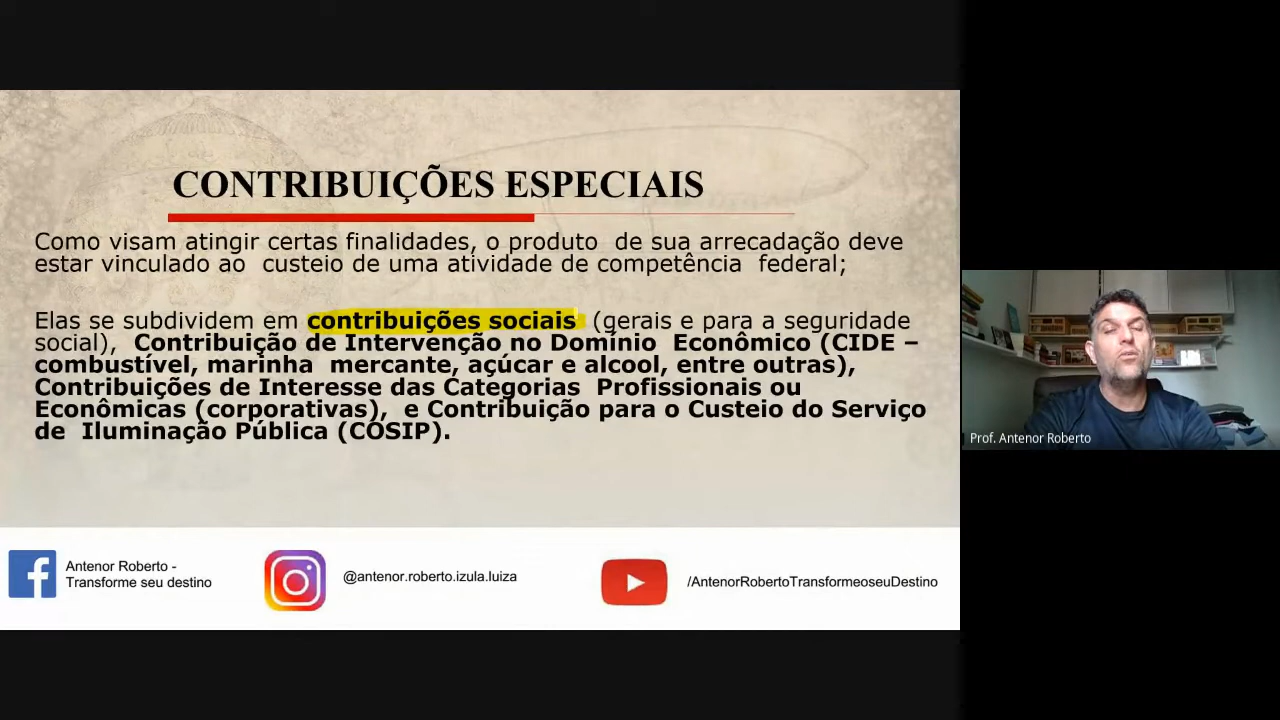 CONTRIBUIÇÕES ESPECIAIS
Como visam atingir certas finalidades, o produto de sua arrecadação deve
estar vinculado ao custeio de uma atividade de competência federal;
Elas se subdividem em contribuições sociais (gerais e para a seguridade
social), Contribuição de Intervenção no Domínio Econômico (CIDE –
combustível, marinha mercante, açúcar e alcool, entre outras),
Contribuições de Interesse das Categorias Profissionais ou
Econômicas (corporativas), e Contribuição para o Custeio do Serviço
de Iluminação Pública (COSIP).
Antenor Roberto -
Transforme seu destino
@antenor.roberto.izula.luiza
/AntenorRobertoTransformeoseuDestino
Prof. Antenor Roberto